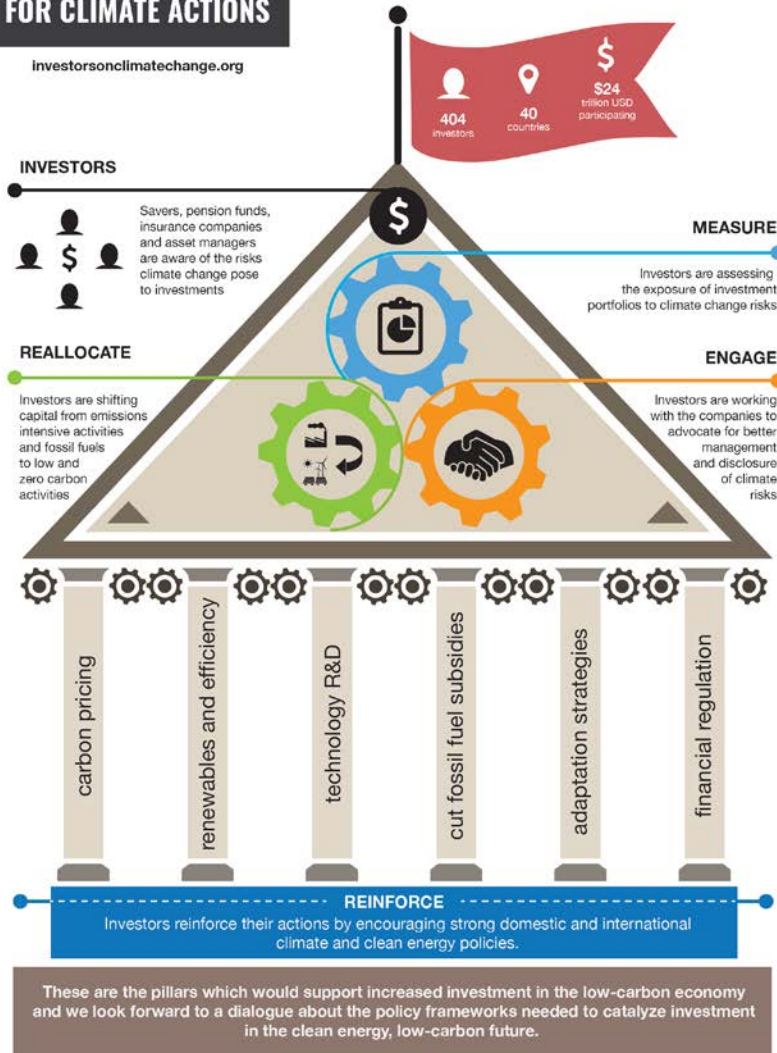 FOR CLIMATE ACTIONS
investorsonclimatechange.org
404
investors
40
countries
$
$24
trillion USD
participating
INVESTORS
$
Savers, pension funds,
insurance companies
and asset managers
are aware of the risks
climate change pose
to investments
$
MEASURE
Investors are assessing
the exposure of investment
portfolios to climate change risks
REALLOCATE
Investors are shifting
capital from emissions
intensive activities
and fossil fuels
to low and
zero carbon
activities
ENGAGE
Investors are working
with the companies to
advocate for better
management
and disclosure
of climate
risks
carbon pricing
renewables and efficiency
technology R&D
cut fossil fuel subsidies
adaptation strategies
financial regulation
REINFORCE
Investors reinforce their actions by encouraging strong domestic and international
climate and clean energy policies.
These are the pillars which would support increased investment in the low-carbon economy
and we look forward to a dialogue about the policy frameworks needed to catalyze investment
in the clean energy, low-carbon future.